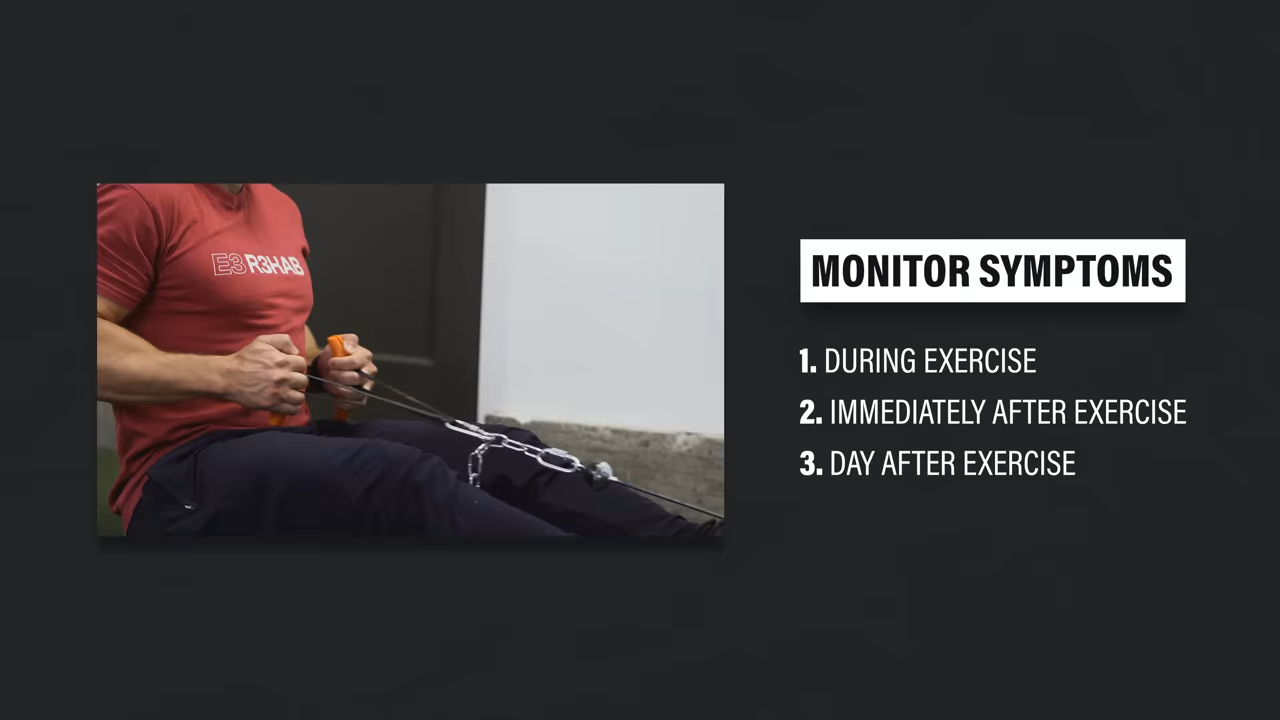 E3 R3HAB
MONITOR SYMPTOMS
1. DURING EXERCISE
2. IMMEDIATELY AFTER EXERCISE
3. DAY AFTER EXERCISE